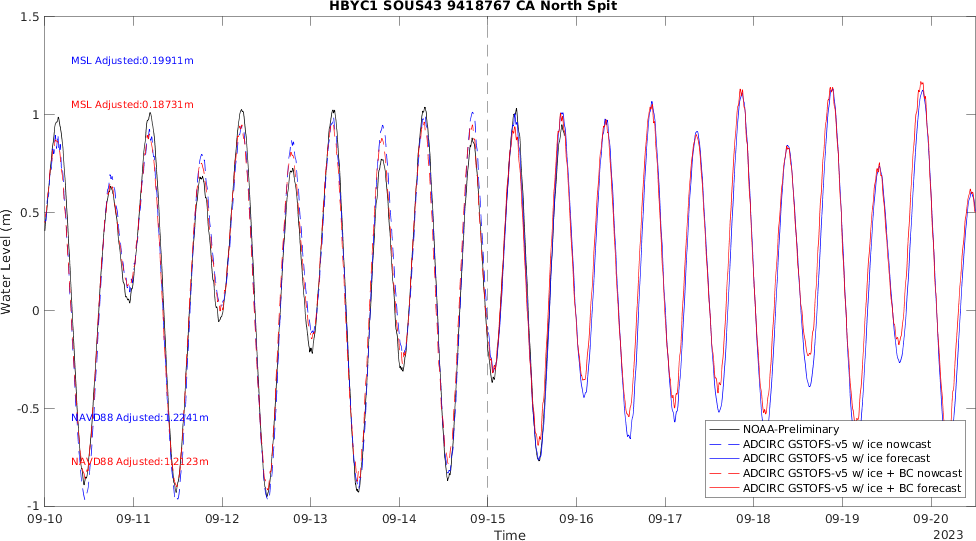 HBYC1 SOUS43 9418767 CA North Spit
1.5
1
0.5
0
-0.5
-1
Water Level (m)
MSL Adjusted:0.19911m
MSL Adjusted:0.18731m
NAVD88 Adjusted:1.2241m
NAVD88 Adjusted:1.2123m
NOAA-Preliminary
ADCIRC GSTOFS-v5 w/ ice nowcast
ADCIRC GSTOFS-v5 w/ ice forecast
ADCIRC GSTOFS-v5 w/ ice + BC nowcast
ADCIRC GSTOFS-v5 w/ ice + BC forecast
09-10 09-11 09-12 09-13 09-14 09-15 09-16 09-17 09-18 09-19 09-20
Time
2023